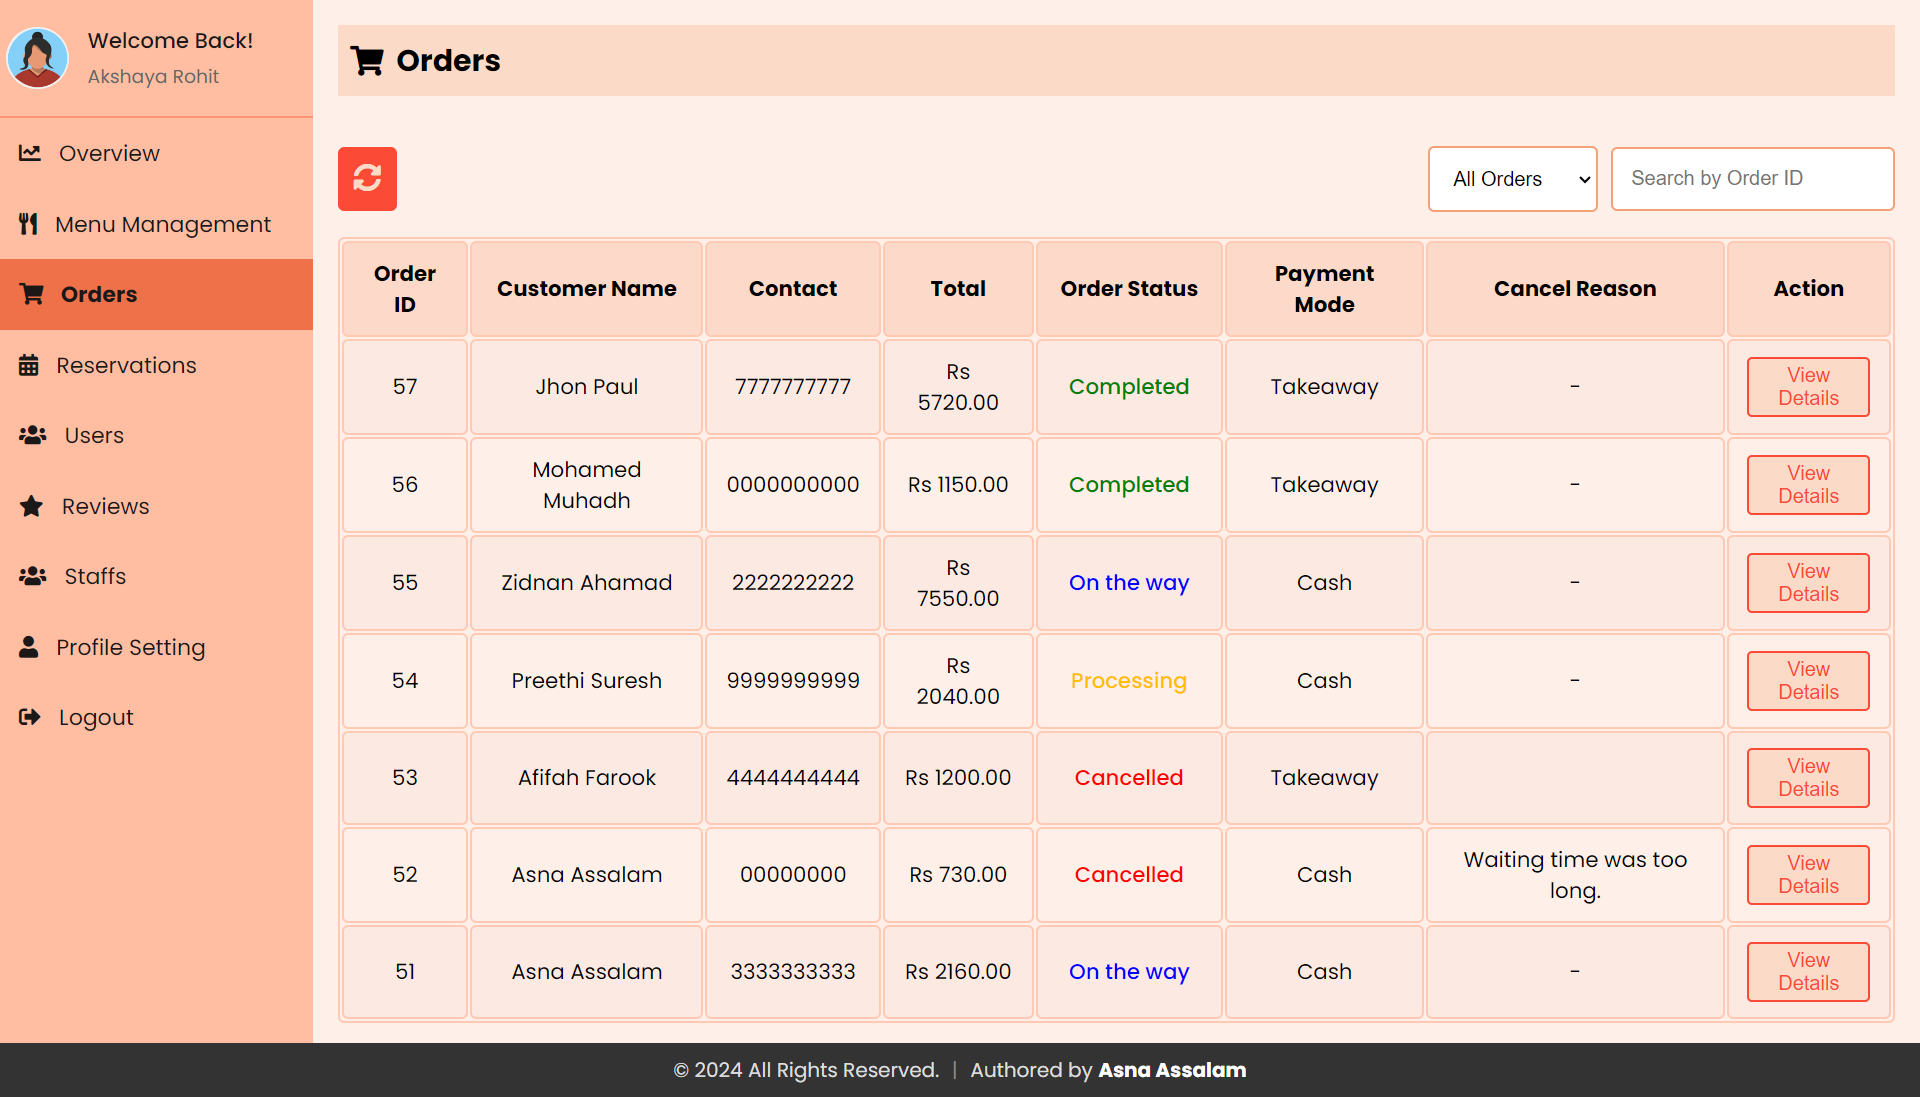 Welcome Back!
Akshaya Rohit
Overview
Menu Management
Orders
Reservations
Users
Reviews
Staffs
Profile Setting
Logout
Orders
All Orders
Search by Order ID
Order ID
Customer Name
Contact
Total
Order Status
Payment Mode
Cancel Reason
Action
57
Jhon Paul
7777777777
Rs 5720.00
Completed
Takeaway
-
View Details
56
Mohamed Muhadh
0000000000
Rs 1150.00
Completed
Takeaway
-
View Details
55
Zidnan Ahamad
2222222222
Rs 7550.00
On the way
Cash
-
View Details
54
Preethi Suresh
9999999999
Rs 2040.00
Processing
Cash
-
View Details
53
Afifah Farook
4444444444
Rs 1200.00
Cancelled
Takeaway
View Details
52
Asna Assalam
00000000
Rs 730.00
Cancelled
Cash
Waiting time was too long.
View Details
51
Asna Assalam
3333333333
Rs 2160.00
On the way
Cash
-
View Details
© 2024 All Rights Reserved. | Authored by Asna Assalam